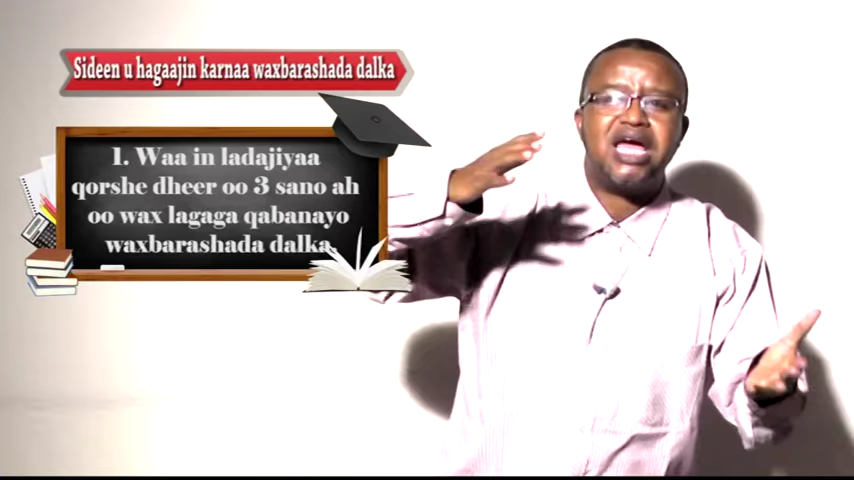 Sideen u hagaajin karnaa waxbarashada dalka
1. Waa in ladajiyaa
qorshe dheer oo 3 sano ah
oo wax lagaga qabanayo
waxbarashada dalka.